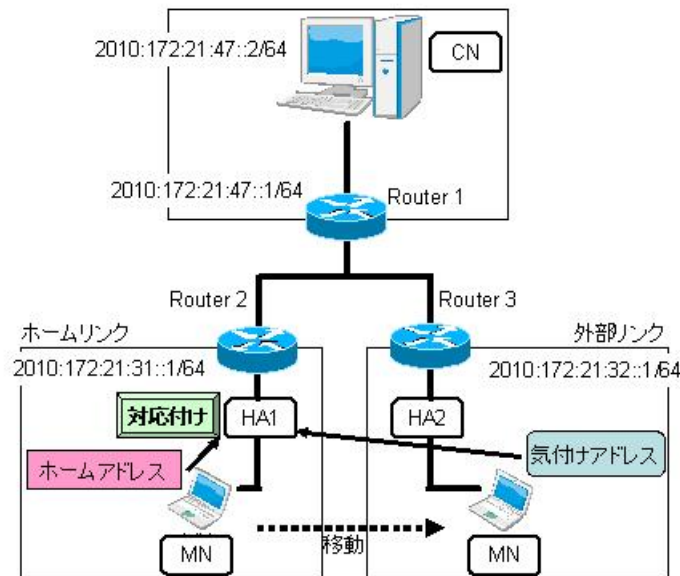 2010:172:21:47::2/64
CN
2010:172:21:47::1/64
Router 1
Router 2
Router 3
ホームリンク
外部リンク
2010:172:21:31::1/64
2010:172:21:32::1/64
対応付け
HA1
HA2
ホームアドレス
気付けアドレス
移動
MN
MN